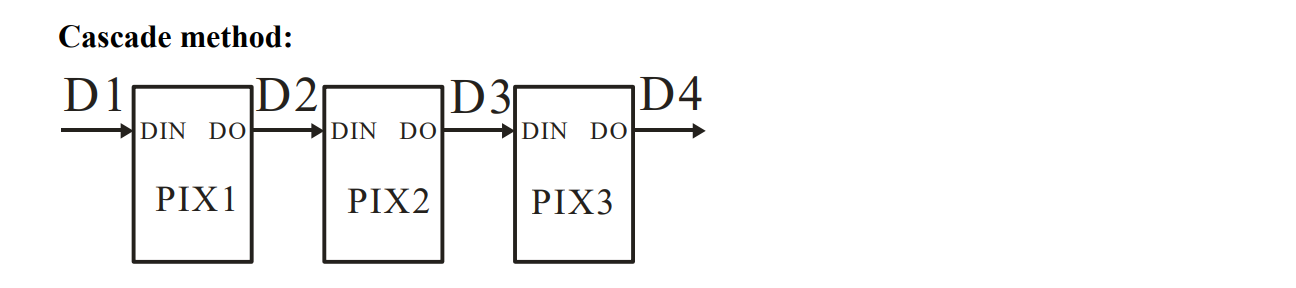 Cascade method:
D1 D2 D3 D4
DIN DO DIN DO DIN DO
PIX1 PIX2 PIX3